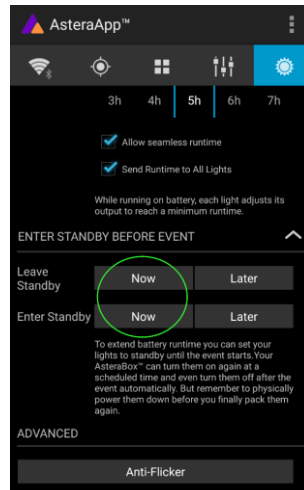 AsteraApp™
3h 4h 5h 6h 7h
Allow seamless runtime
Send Runtime to All Lights
While running on battery, each light adjusts its
output to reach a minimum runtime.
ENTER STANDBY BEFORE EVENT
Leave
Standby
Now Later
Enter Standby Now Later
To extend battery runtime you can set your
lights to standby until the event starts.Your
AsteraBox™ can turn them on again at a
scheduled time and even turn them off after the
event automatically. But remember to physically
power them down before you finally pack them
again.
ADVANCED
Anti-Flicker